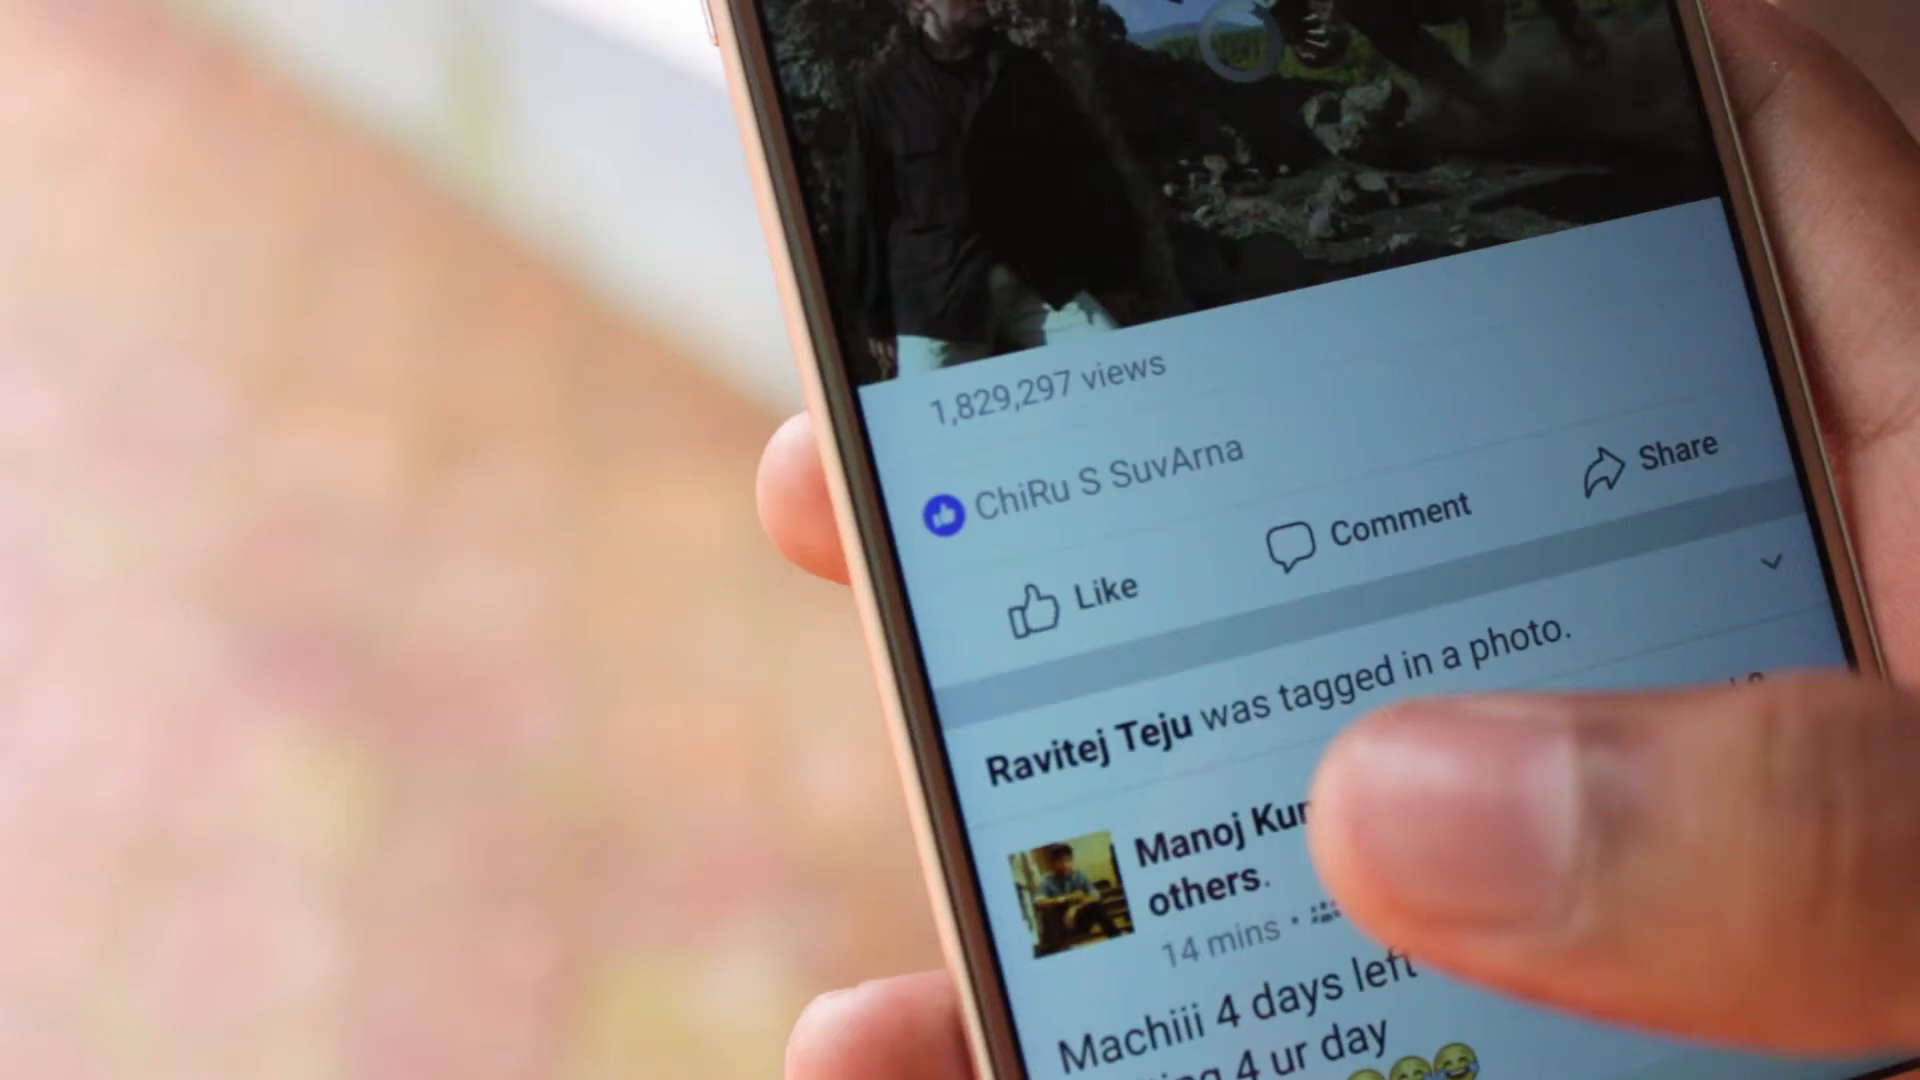 1,829,297 views
ChiRu S SuvArna
Like Comment Share
Ravitej Teju was tagged in a photo.
Manoj
others.
14 mins ·
Machiii 4 days left
4 ur day